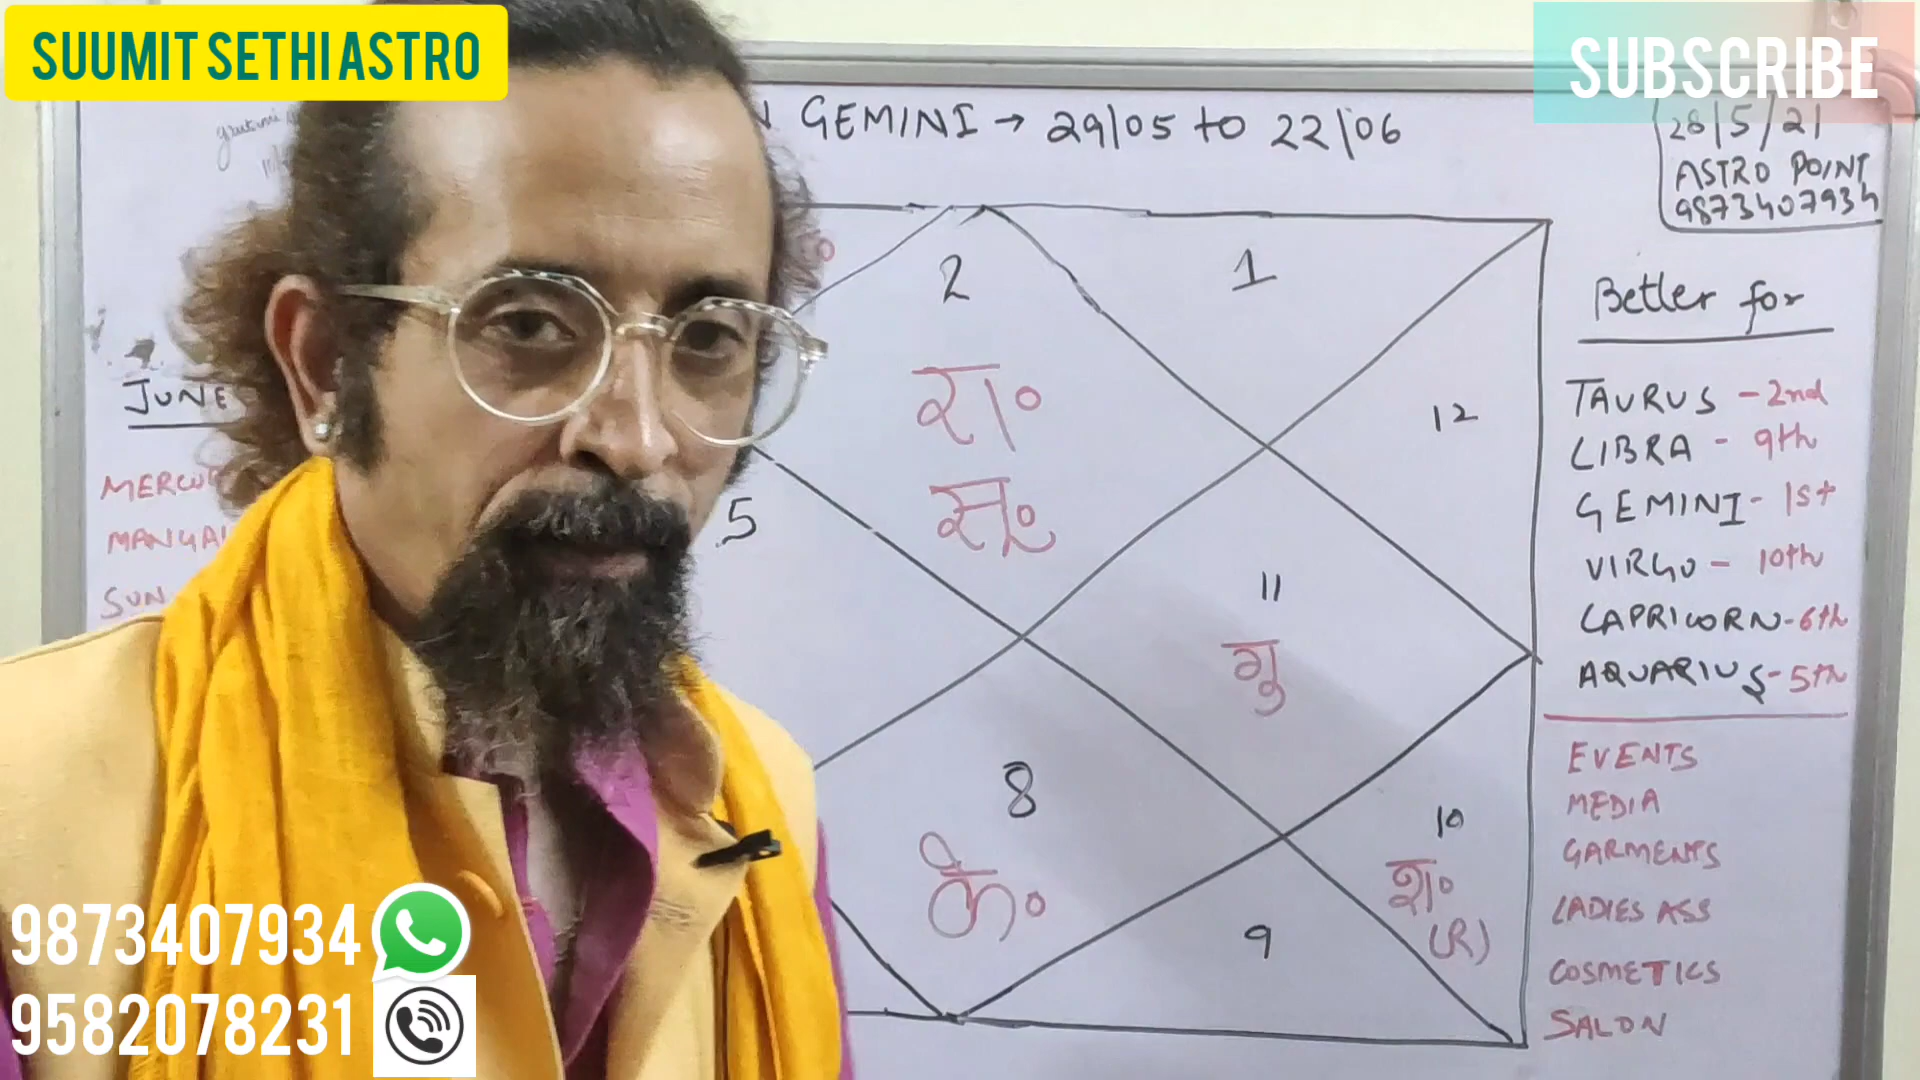 SUUMIT SETHI ASTRO
SUBSCRIBE
GEMINI → 29/05 to 22/06
28/5/21
ASTRO POINT
9873407934
2
1
12
रा०
सू०
5
11
गु
8
के०
10
श०
(R)
9
JUNE
SUN
Better for
TAURUS - 2nd
LIBRA - 9th
GEMINI - 1st
VIRGO - 10th
CAPRICORN - 6th
AQUARIUS - 5th
EVENTS
MEDIA
GARMENTS
LADIES ASS
COSMETICS
SALON
9873407934
9582078231